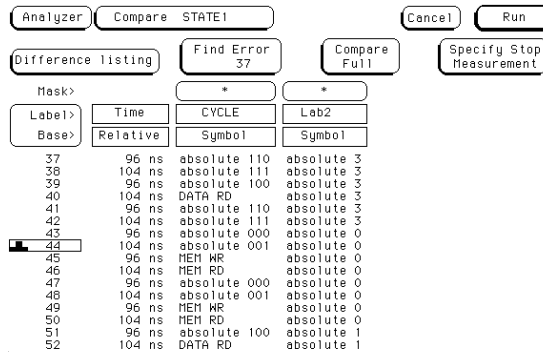 Analyzer Compare STATE1 Cancel Run
Difference listing Find Error 37 Compare Full Specify Stop Measurement
Mask> * *
Label> Time CYCLE Lab2
Base> Relative Symbol Symbol
37 96 ns absolute 110 absolute 3
38 104 ns absolute 111 absolute 3
39 96 ns absolute 100 absolute 3
40 104 ns DATA RD absolute 3
41 96 ns absolute 110 absolute 3
42 104 ns absolute 111 absolute 3
43 96 ns absolute 000 absolute 0
44 104 ns absolute 001 absolute 0
45 96 ns MEM WR absolute 0
46 104 ns MEM RD absolute 0
47 96 ns absolute 000 absolute 0
48 104 ns absolute 001 absolute 0
49 96 ns MEM WR absolute 0
50 104 ns MEM RD absolute 0
51 96 ns absolute 100 absolute 1
52 104 ns DATA RD absolute 1